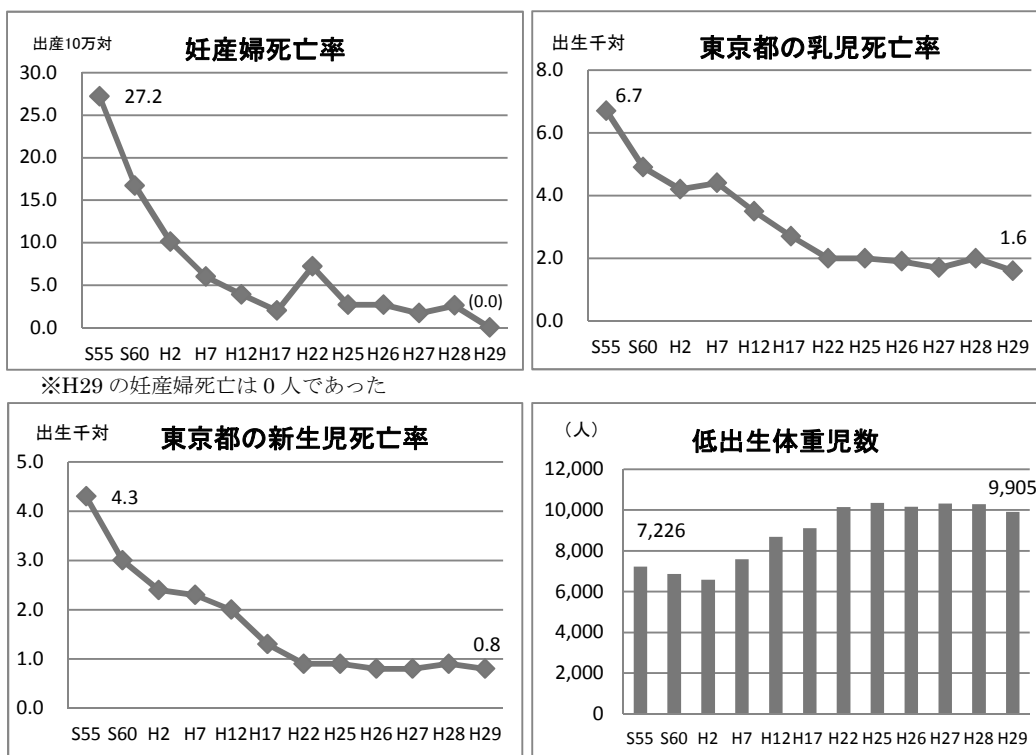 出産10万対
妊産婦死亡率
30.0
25.0
20.0
15.0
10.0
5.0
0.0
27.2
(0.0)
S55 S60 H2 H7 H12 H17 H22 H25 H26 H27 H28 H29
※H29 の妊産婦死亡は 0 人であった
出生千対
東京都の乳児死亡率
8.0
6.0
4.0
2.0
0.0
6.7
1.6
S55 S60 H2 H7 H12 H17 H22 H25 H26 H27 H28 H29
出生千対
東京都の新生児死亡率
5.0
4.0
3.0
2.0
1.0
0.0
4.3
0.8
S55 S60 H2 H7 H12 H17 H22 H25 H26 H27 H28 H29
（人）
低出生体重児数
12,000
10,000
8,000
6,000
4,000
2,000
0
7,226
9,905
S55 S60 H2 H7 H12 H17 H22 H25 H26 H27 H28 H29